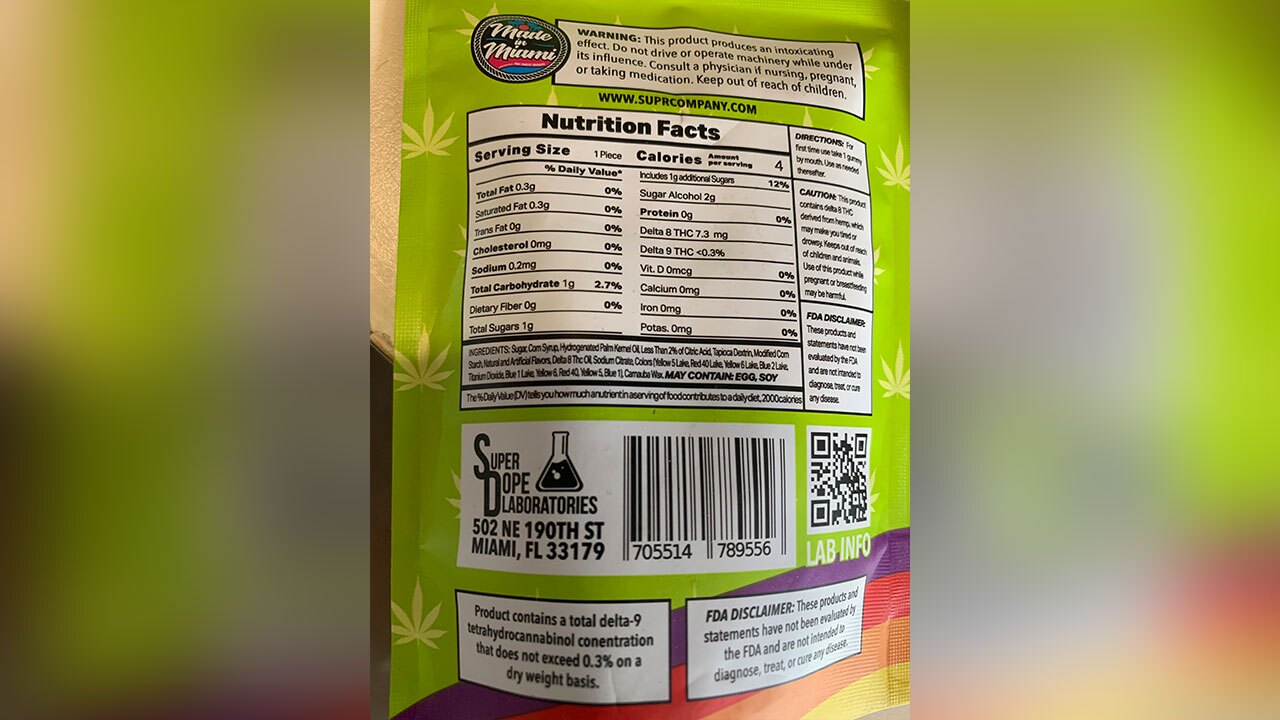 Made
in
Miami
WARNING: This product produces an intoxicating
effect. Do not drive or operate machinery while under
its influence. Consult a physician if nursing, pregnant,
or taking medication. Keep out of reach of children.
WWW.SUPRCOMPANY.COM
Nutrition Facts
Serving Size 1 Piece
% Daily Value*
Total Fat 0.3g 0%
Saturated Fat 0.3g 0%
Trans Fat 0g 0%
Cholesterol 0mg 0%
Sodium 0.2mg 0%
Total Carbohydrate 1g 2.7%
Dietary Fiber 0g 0%
Total Sugars 1g
Calories Amount per serving 4
Includes 1g additional Sugars 12%
Sugar Alcohol 2g
Protein 0g 0%
Delta 8 THC 7.3 mg
Delta 9 THC <0.3%
Vit. D 0mcg 0%
Calcium 0mg 0%
Iron 0mg 0%
Potas. 0mg 0%
DIRECTIONS: For
first time use take 1 gummy
by mouth. Use as needed
thereafter.
CAUTION: This product
contains delta 8 THC
derived from hemp, which
may make you tired or
drowsy. Keeps out of reach
of children and animals.
Use of this product while
pregnant or breastfeeding
may be harmful.
FDA DISCLAIMER:
These products and
statements have not been
evaluated by the FDA
and are not intended to
diagnose, treat, or cure
any disease.
INGREDIENTS: Sugar, Corn Syrup, Hydrogenated Palm Kernel Oil, Less Than 2% of Citric Acid, Tapioca Dextrin, Modified Corn
Starch, Natural and Artificial Flavors, Delta 8 Thc Oil, Sodium Citrate, Colors (Yellow 5 Lake, Red 40 Lake, Yellow 6 Lake, Blue 2 Lake,
Titanium Dioxide, Blue 1 Lake, Yellow 6, Red 40, Yellow 5, Blue 1), Carnauba Wax. MAY CONTAIN: EGG, SOY
The % Daily Value (DV) tells you how much a nutrient in a serving of food contributes to a daily diet, 2000 calories
SUPER
DOPE
LABORATORIES
502 NE 190TH ST
MIAMI, FL 33179
705514 789556
LAB INFO
Product contains a total delta-9
tetrahydrocannabinol conentration
that does not exceed 0.3% on a
dry weight basis.
FDA DISCLAIMER: These products and
statements have not been evaluated by
the FDA and are not intended to
diagnose, treat, or cure any disease.